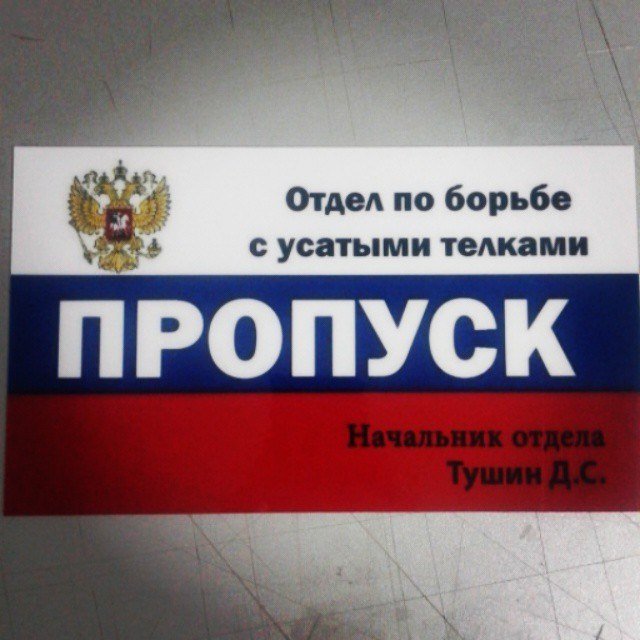 Отдел по борьбе
с усатыми телками
ПРОПУСК
Начальник отдела
Тушин Д.С.